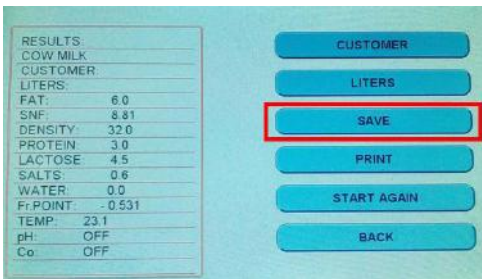 RESULTS
COW MILK
CUSTOMER:
LITERS:
FAT: 6.0
SNF: 8.81
DENSITY: 32.0
PROTEIN: 3.0
LACTOSE: 4.5
SALTS: 0.6
WATER: 0.0
Fr.POINT: - 0.531
TEMP: 23.1
pH: OFF
Co: OFF
CUSTOMER
LITERS
SAVE
PRINT
START AGAIN
BACK